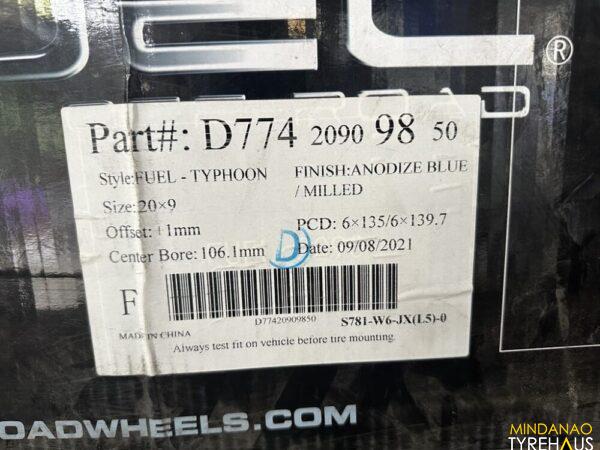 ®
OFF ROAD
Part#: D774 2090 98 50
Style:FUEL - TYPHOON
FINISH:ANODIZE BLUE
/ MILLED
Size:20×9
Offset: +1mm
PCD: 6×135/6×139.7
Center Bore: 106.1mm
D
Date: 09/08/2021
F
D77420909850
S781-W6-JX(L5)-0
MADE IN CHINA
Always test fit on vehicle before tire mounting.
OADWHEELS.COM
MINDANAO
TYREHAUS